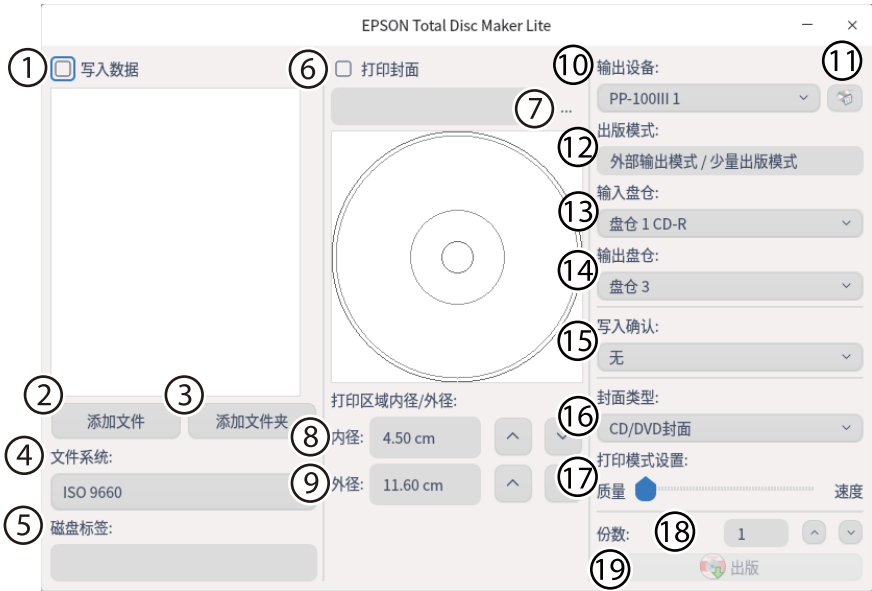 EPSON Total Disc Maker Lite
① 写入数据
② 添加文件
③ 添加文件夹
④ 文件系统:
ISO 9660
⑤ 磁盘标签:
⑥ 打印封面
⑦ ...
打印区域内径/外径:
⑧ 内径: 4.50 cm
⑨ 外径: 11.60 cm
⑩ 输出设备:
PP-100III 1
⑪
⑫ 出版模式:
外部输出模式 / 少量出版模式
⑬ 输入盘仓:
盘仓 1 CD-R
⑭ 输出盘仓:
盘仓 3
⑮ 写入确认:
无
⑯ 封面类型:
CD/DVD封面
⑰ 打印模式设置:
质量 速度
⑱ 份数: 1
⑲ 出版